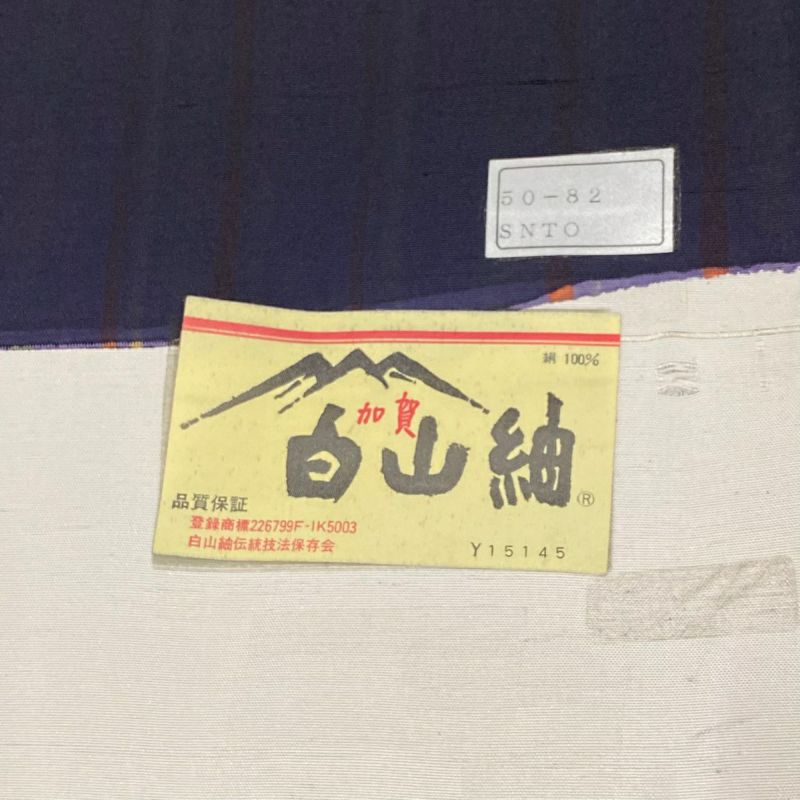 50-82
SNTO
絹 100%
加賀
白山紬
®
品質保証
登録商標226799F-IK5003
白山紬伝統技法保存会
Y15145